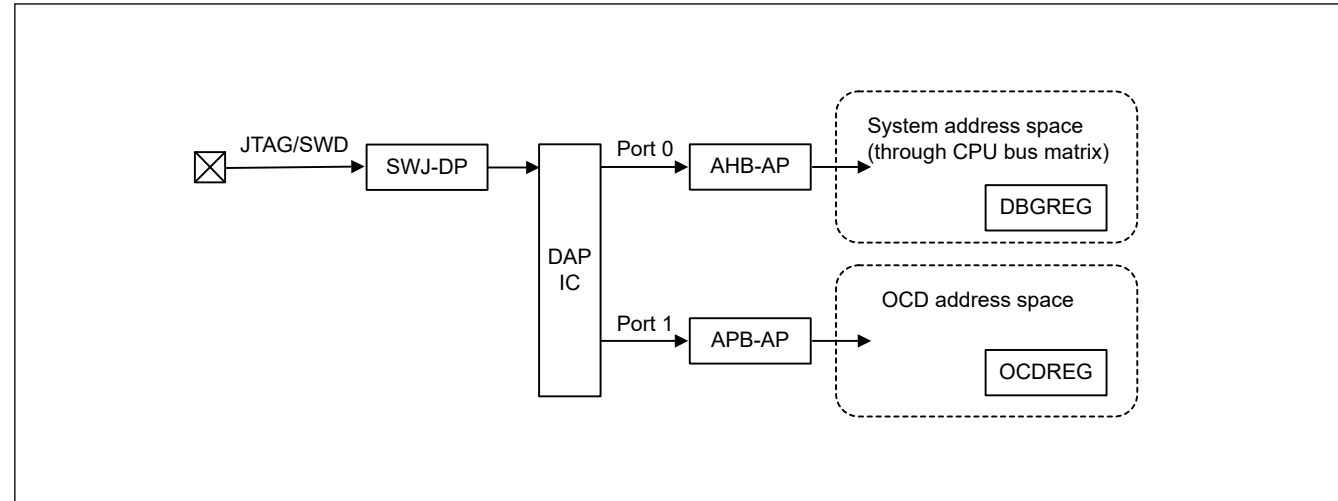 JTAG/SWD
SWJ-DP
DAP
IC
Port 0
AHB-AP
System address space
(through CPU bus matrix)
DBGREG
Port 1
APB-AP
OCD address space
OCDREG